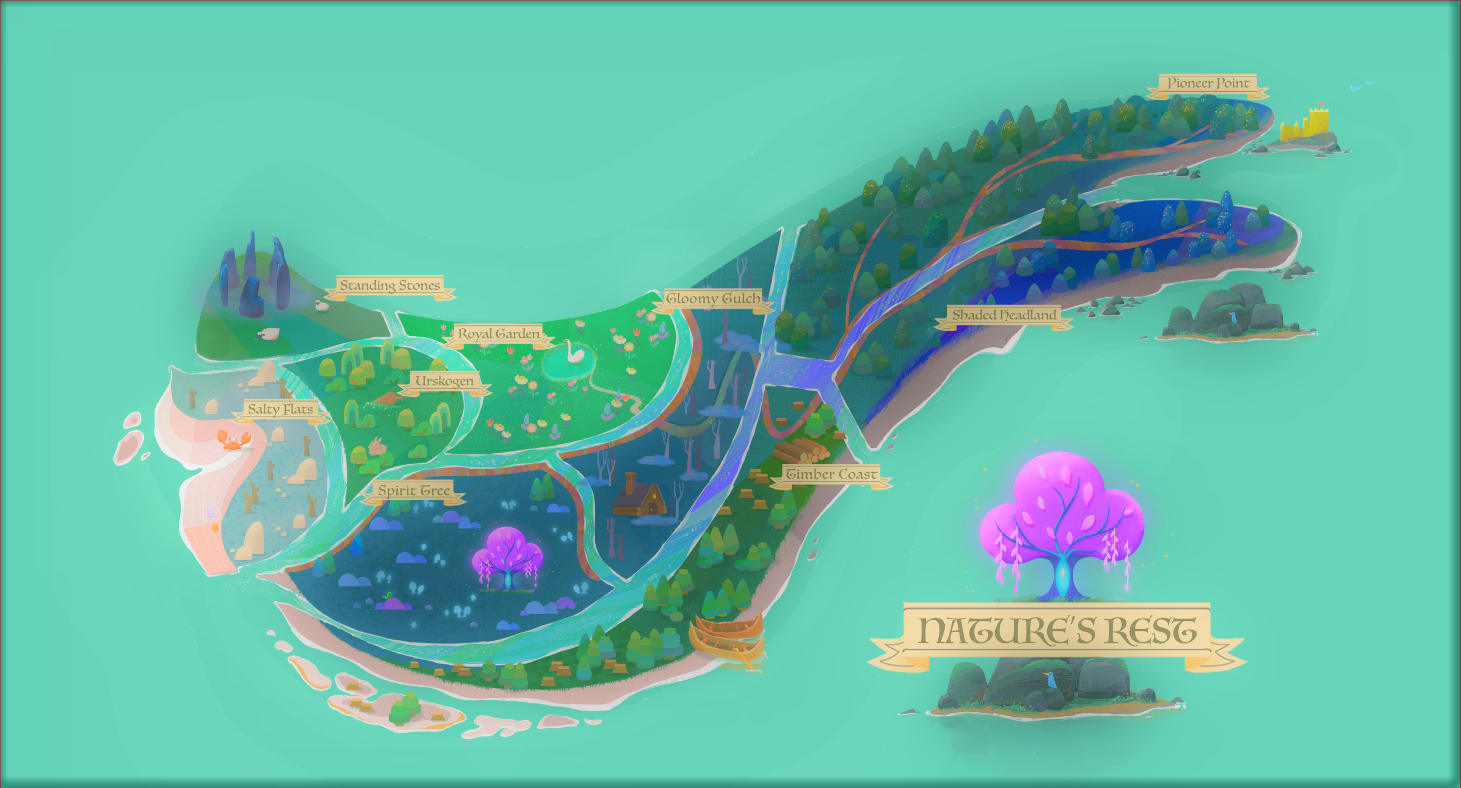 Pioneer Point
Standing Stones
Gloomy Gulch
Shaded Headland
Royal Garden
Urskogen
Salty Flats
Timber Coast
Spirit Tree
NATURE'S REST